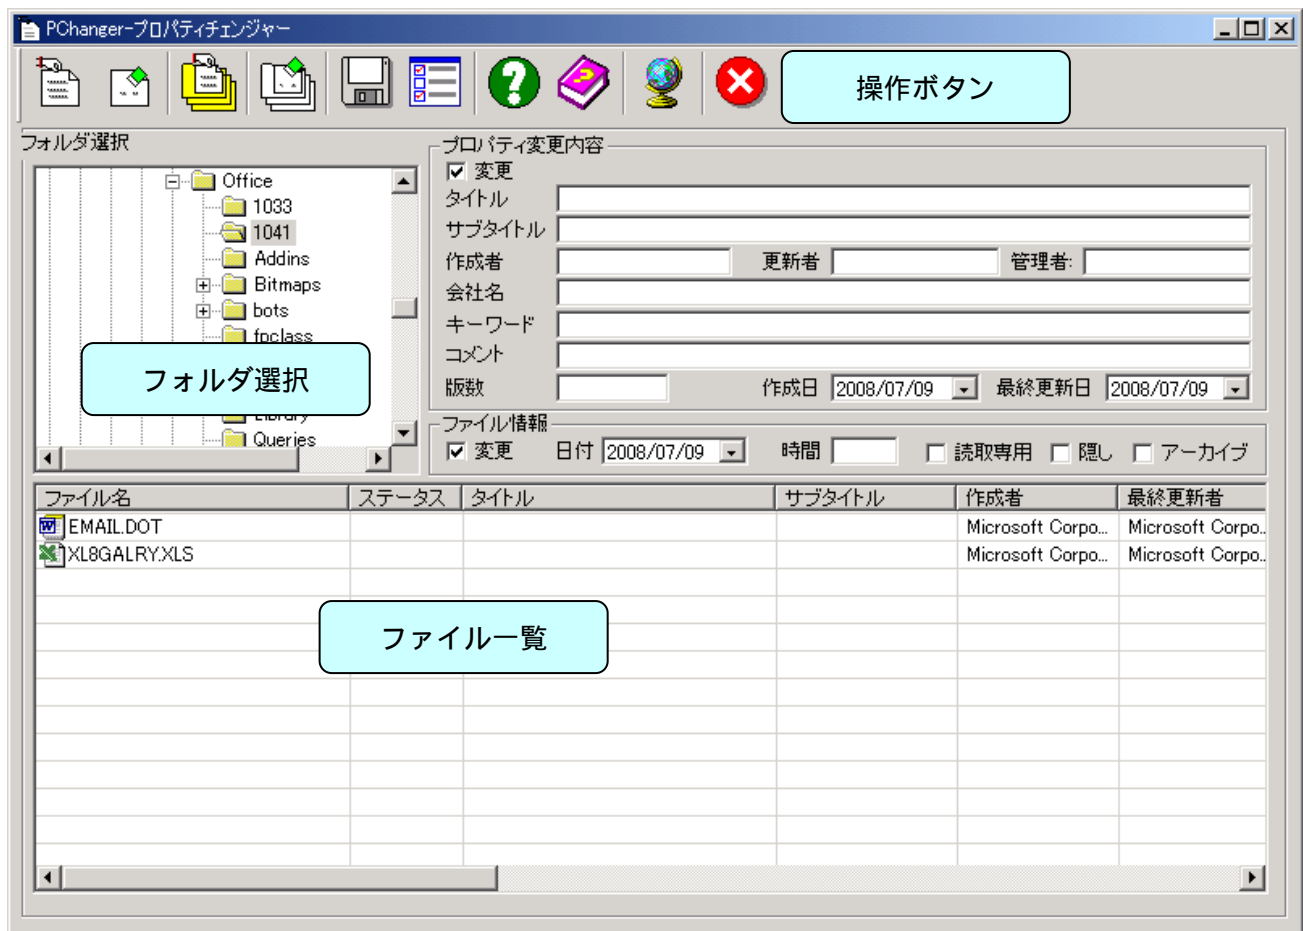 PChanger-プロパティチェンジャー
操作ボタン
フォルダ選択
Office
1033
1041
Addins
Bitmaps
bots
fpclass
フォルダ選択
Library
Queries
プロパティ変更内容
変更
タイトル
サブタイトル
作成者 更新者 管理者:
会社名
キーワード
コメント
版数 作成日 2008/07/09 最終更新日 2008/07/09
ファイル情報
変更 日付 2008/07/09 時間 読取専用 隠し アーカイブ
ファイル名 ステータス タイトル サブタイトル 作成者 最終更新者
EMAIL.DOT Microsoft Corpo... Microsoft Corpo..
XL8GALRY.XLS Microsoft Corpo... Microsoft Corpo..
ファイル一覧